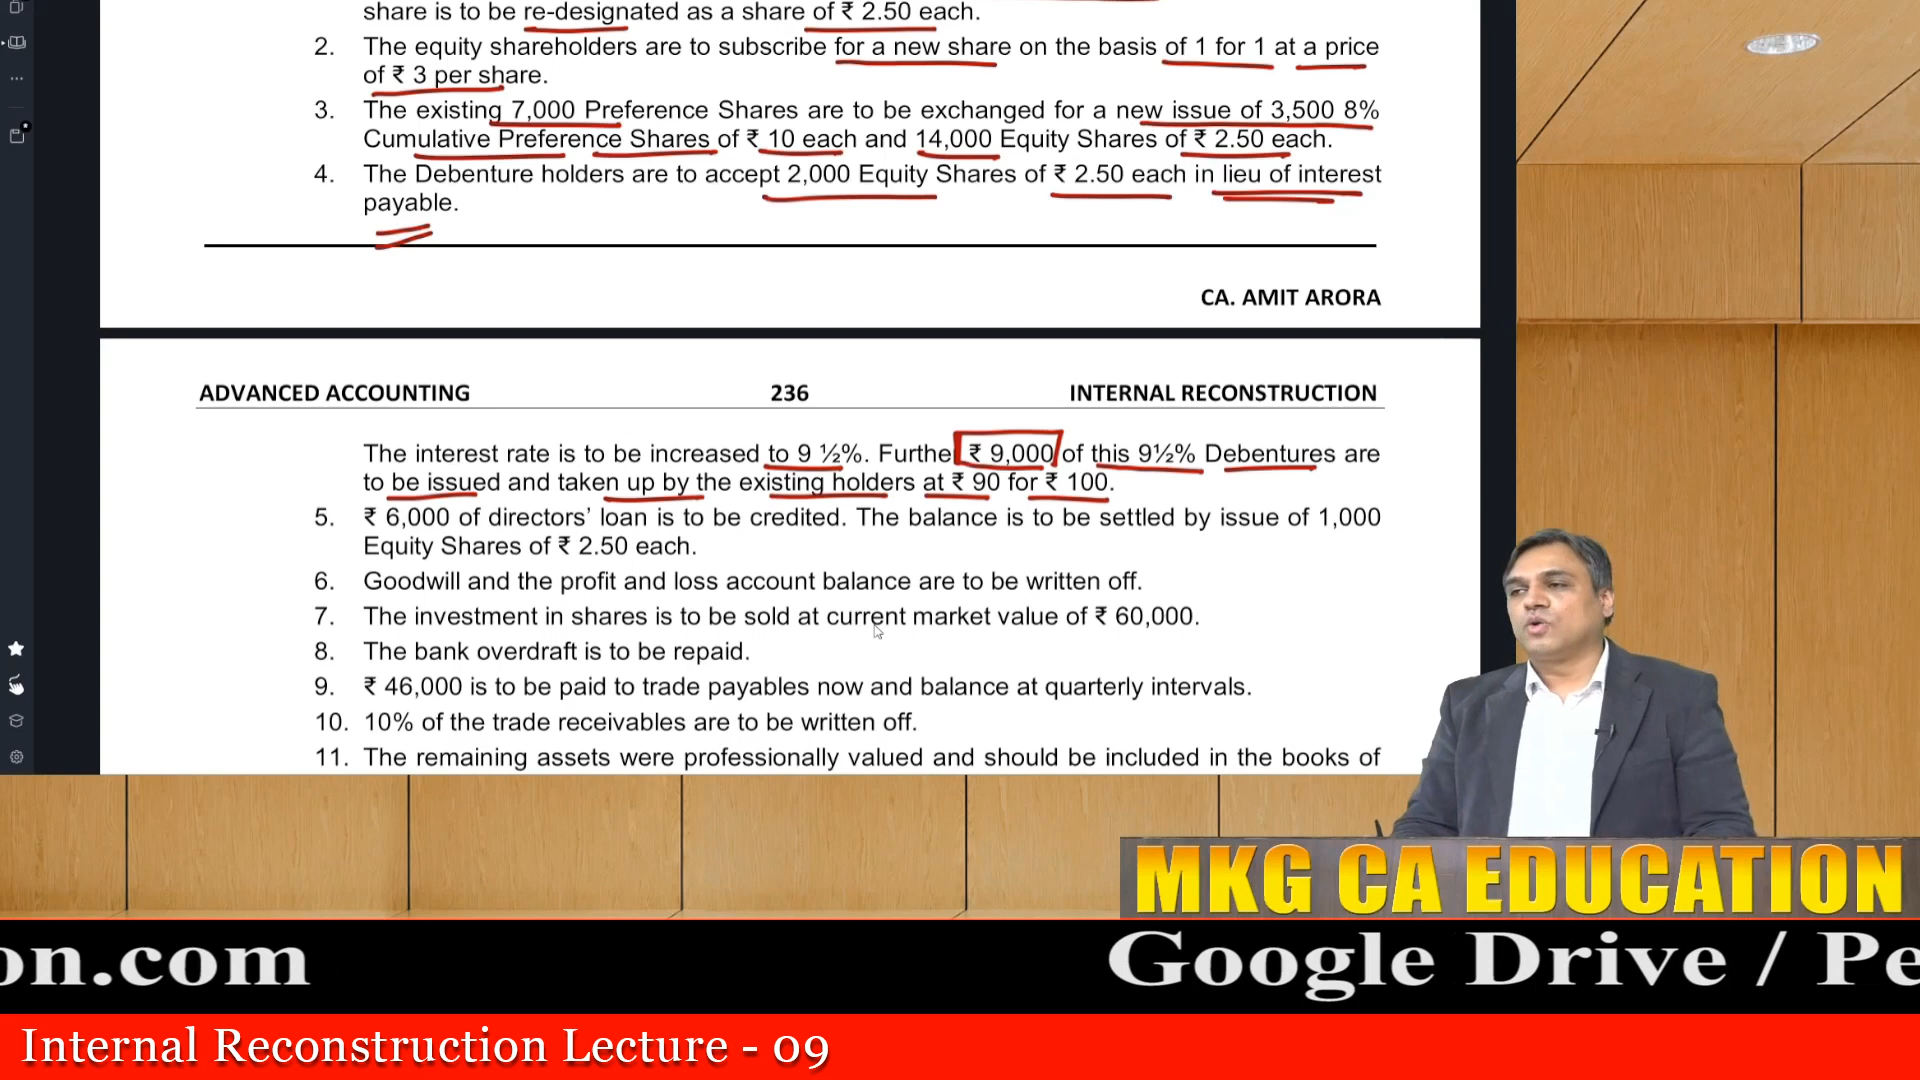 share is to be re-designated as a share of ₹ 2.50 each.
2. The equity shareholders are to subscribe for a new share on the basis of 1 for 1 at a price
of ₹ 3 per share.
3. The existing 7,000 Preference Shares are to be exchanged for a new issue of 3,500 8%
Cumulative Preference Shares of ₹ 10 each and 14,000 Equity Shares of ₹ 2.50 each.
4. The Debenture holders are to accept 2,000 Equity Shares of ₹ 2.50 each in lieu of interest
payable.
CA. AMIT ARORA
ADVANCED ACCOUNTING 236 INTERNAL RECONSTRUCTION
The interest rate is to be increased to 9 ½%. Further ₹ 9,000 of this 9½% Debentures are
to be issued and taken up by the existing holders at ₹ 90 for ₹ 100.
5. ₹ 6,000 of directors' loan is to be credited. The balance is to be settled by issue of 1,000
Equity Shares of ₹ 2.50 each.
6. Goodwill and the profit and loss account balance are to be written off.
7. The investment in shares is to be sold at current market value of ₹ 60,000.
8. The bank overdraft is to be repaid.
9. ₹ 46,000 is to be paid to trade payables now and balance at quarterly intervals.
10. 10% of the trade receivables are to be written off.
11. The remaining assets were professionally valued and should be included in the books of
MKG CA EDUCATION
on.com Google Drive / Pe
Internal Reconstruction Lecture - 09